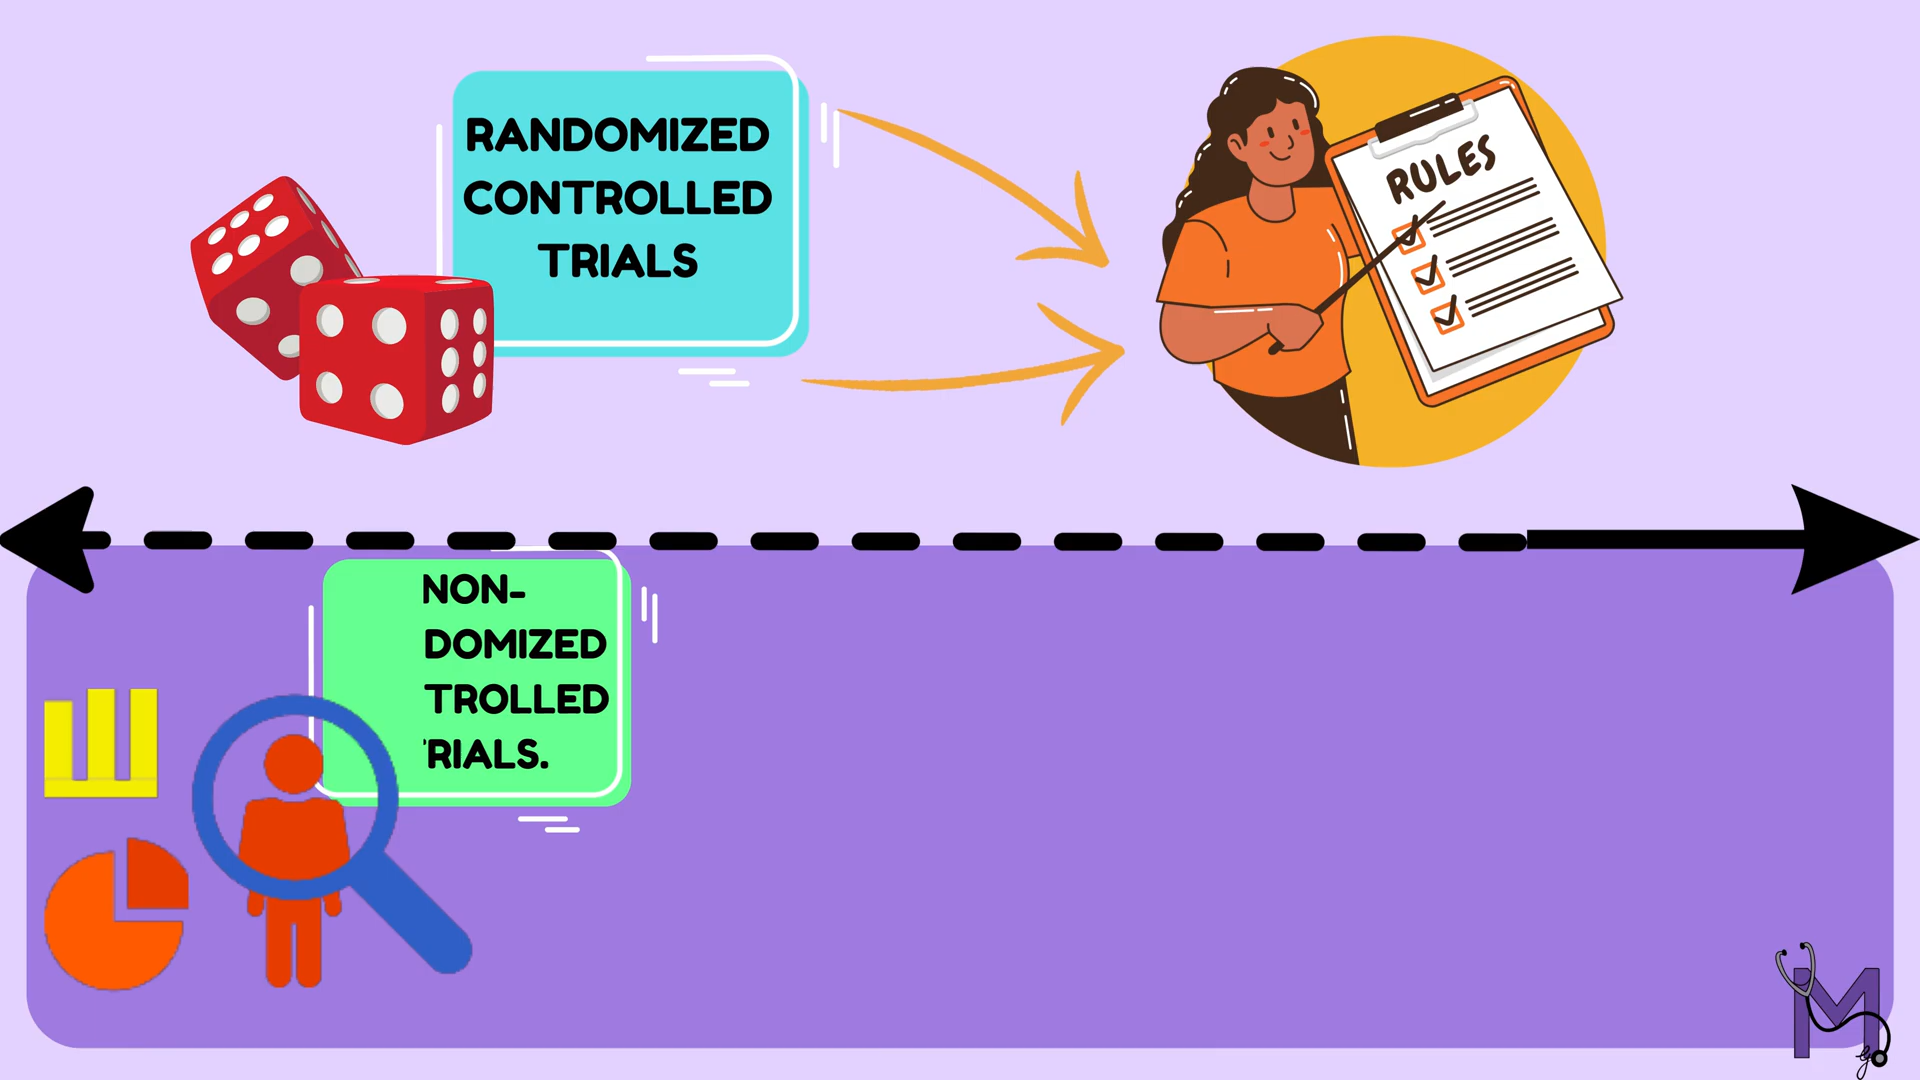 RANDOMIZED
CONTROLLED
TRIALS
RULES
NON-
DOMIZED
TROLLED
RIALS.
M